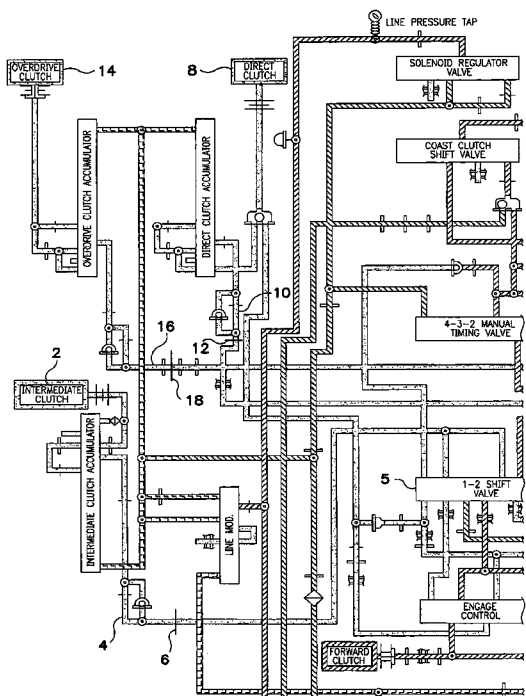 LINE PRESSURE TAP
OVERDRIVE
CLUTCH
14
8
DIRECT
CLUTCH
SOLENOID REGULATOR
VALVE
COAST CLUTCH
SHIFT VALVE
OVERDRIVE CLUTCH ACCUMULATOR
DIRECT CLUTCH ACCUMULATOR
10
12
16
18
4-3-2 MANUAL
TIMING VALVE
2
INTERMEDIATE
CLUTCH
INTERMEDIATE CLUTCH ACCUMULATOR
LINE MOD.
5
1-2 SHIFT
VALVE
4
6
ENGAGE
CONTROL
FORWARD
CLUTCH